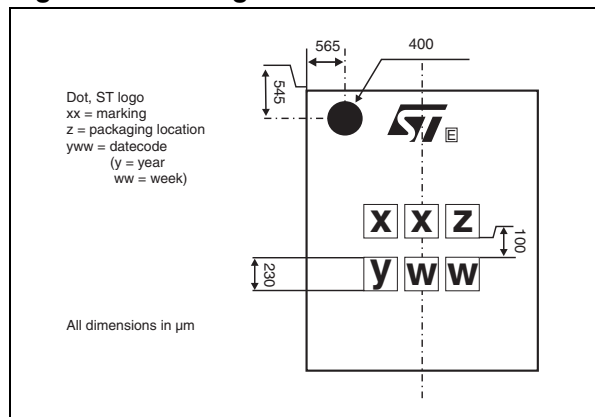 565
400
545
Dot, ST logo
xx = marking
z = packaging location
yww = datecode
(y = year
ww = week)
ST
E
x x z
100
y w w
230
All dimensions in µm